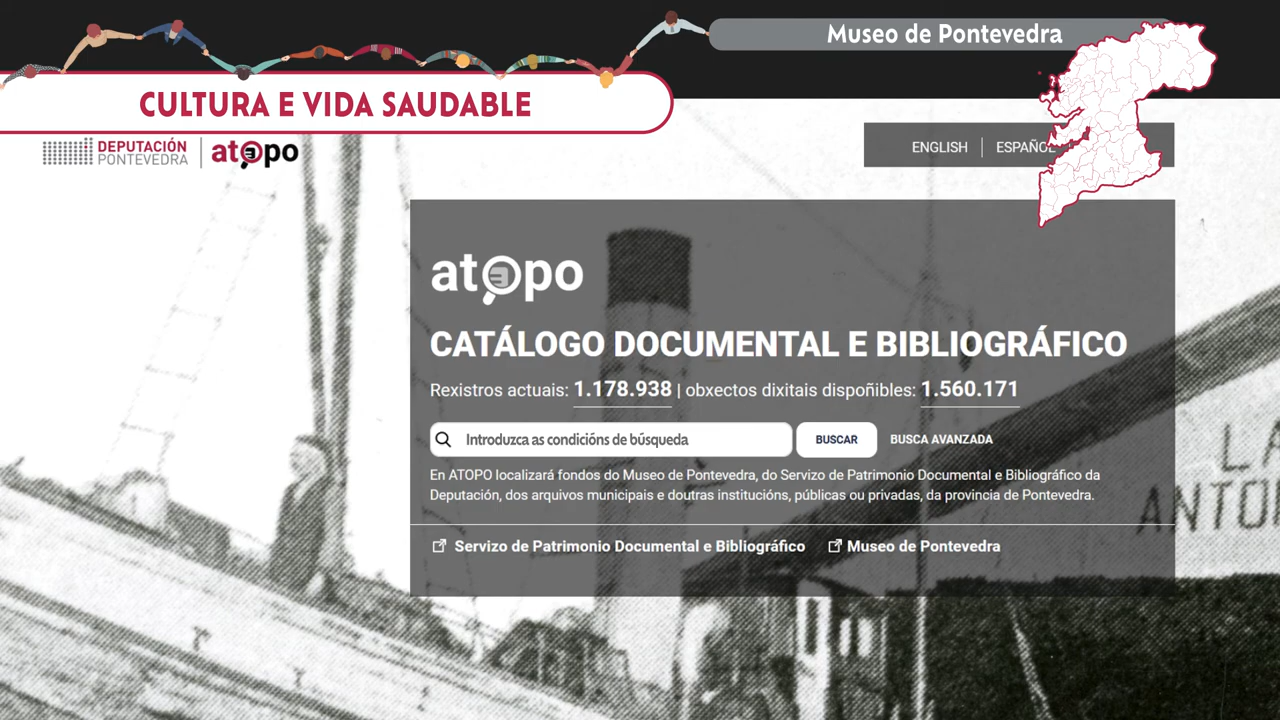 Museo de Pontevedra
CULTURA E VIDA SAUDABLE
DEPUTACIÓN
PONTEVEDRA
atopo
ENGLISH
ESPAÑOL
atopo
CATÁLOGO DOCUMENTAL E BIBLIOGRÁFICO
Rexistros actuais: 1.178.938 | obxectos dixitais dispoñibles: 1.560.171
Introduzca as condicións de búsqueda
BUSCAR
BUSCA AVANZADA
En ATOPO localizará fondos do Museo de Pontevedra, do Servizo de Patrimonio Documental e Bibliográfico da
Deputación, dos arquivos municipais e doutras institucións, públicas ou privadas, da provincia de Pontevedra.
Servizo de Patrimonio Documental e Bibliográfico
Museo de Pontevedra
LA
ANTO